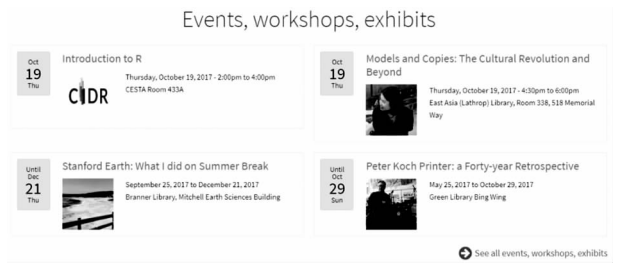 Events, workshops, exhibits
Oct
19
Thu
Introduction to R
CIDR
Thursday, October 19, 2017 - 2:00pm to 4:00pm
CESTA Room 433A
Oct
19
Thu
Models and Copies: The Cultural Revolution and
Beyond
Thursday, October 19, 2017 - 4:30pm to 6:00pm
East Asia (Lathrop) Library, Room 338, 518 Memorial
Way
Until
Dec
21
Thu
Stanford Earth: What I did on Summer Break
September 25, 2017 to December 21, 2017
Branner Library, Mitchell Earth Sciences Building
Until
Oct
29
Sun
Peter Koch Printer: a Forty-year Retrospective
May 25, 2017 to October 29, 2017
Green Library Bing Wing
See all events, workshops, exhibits